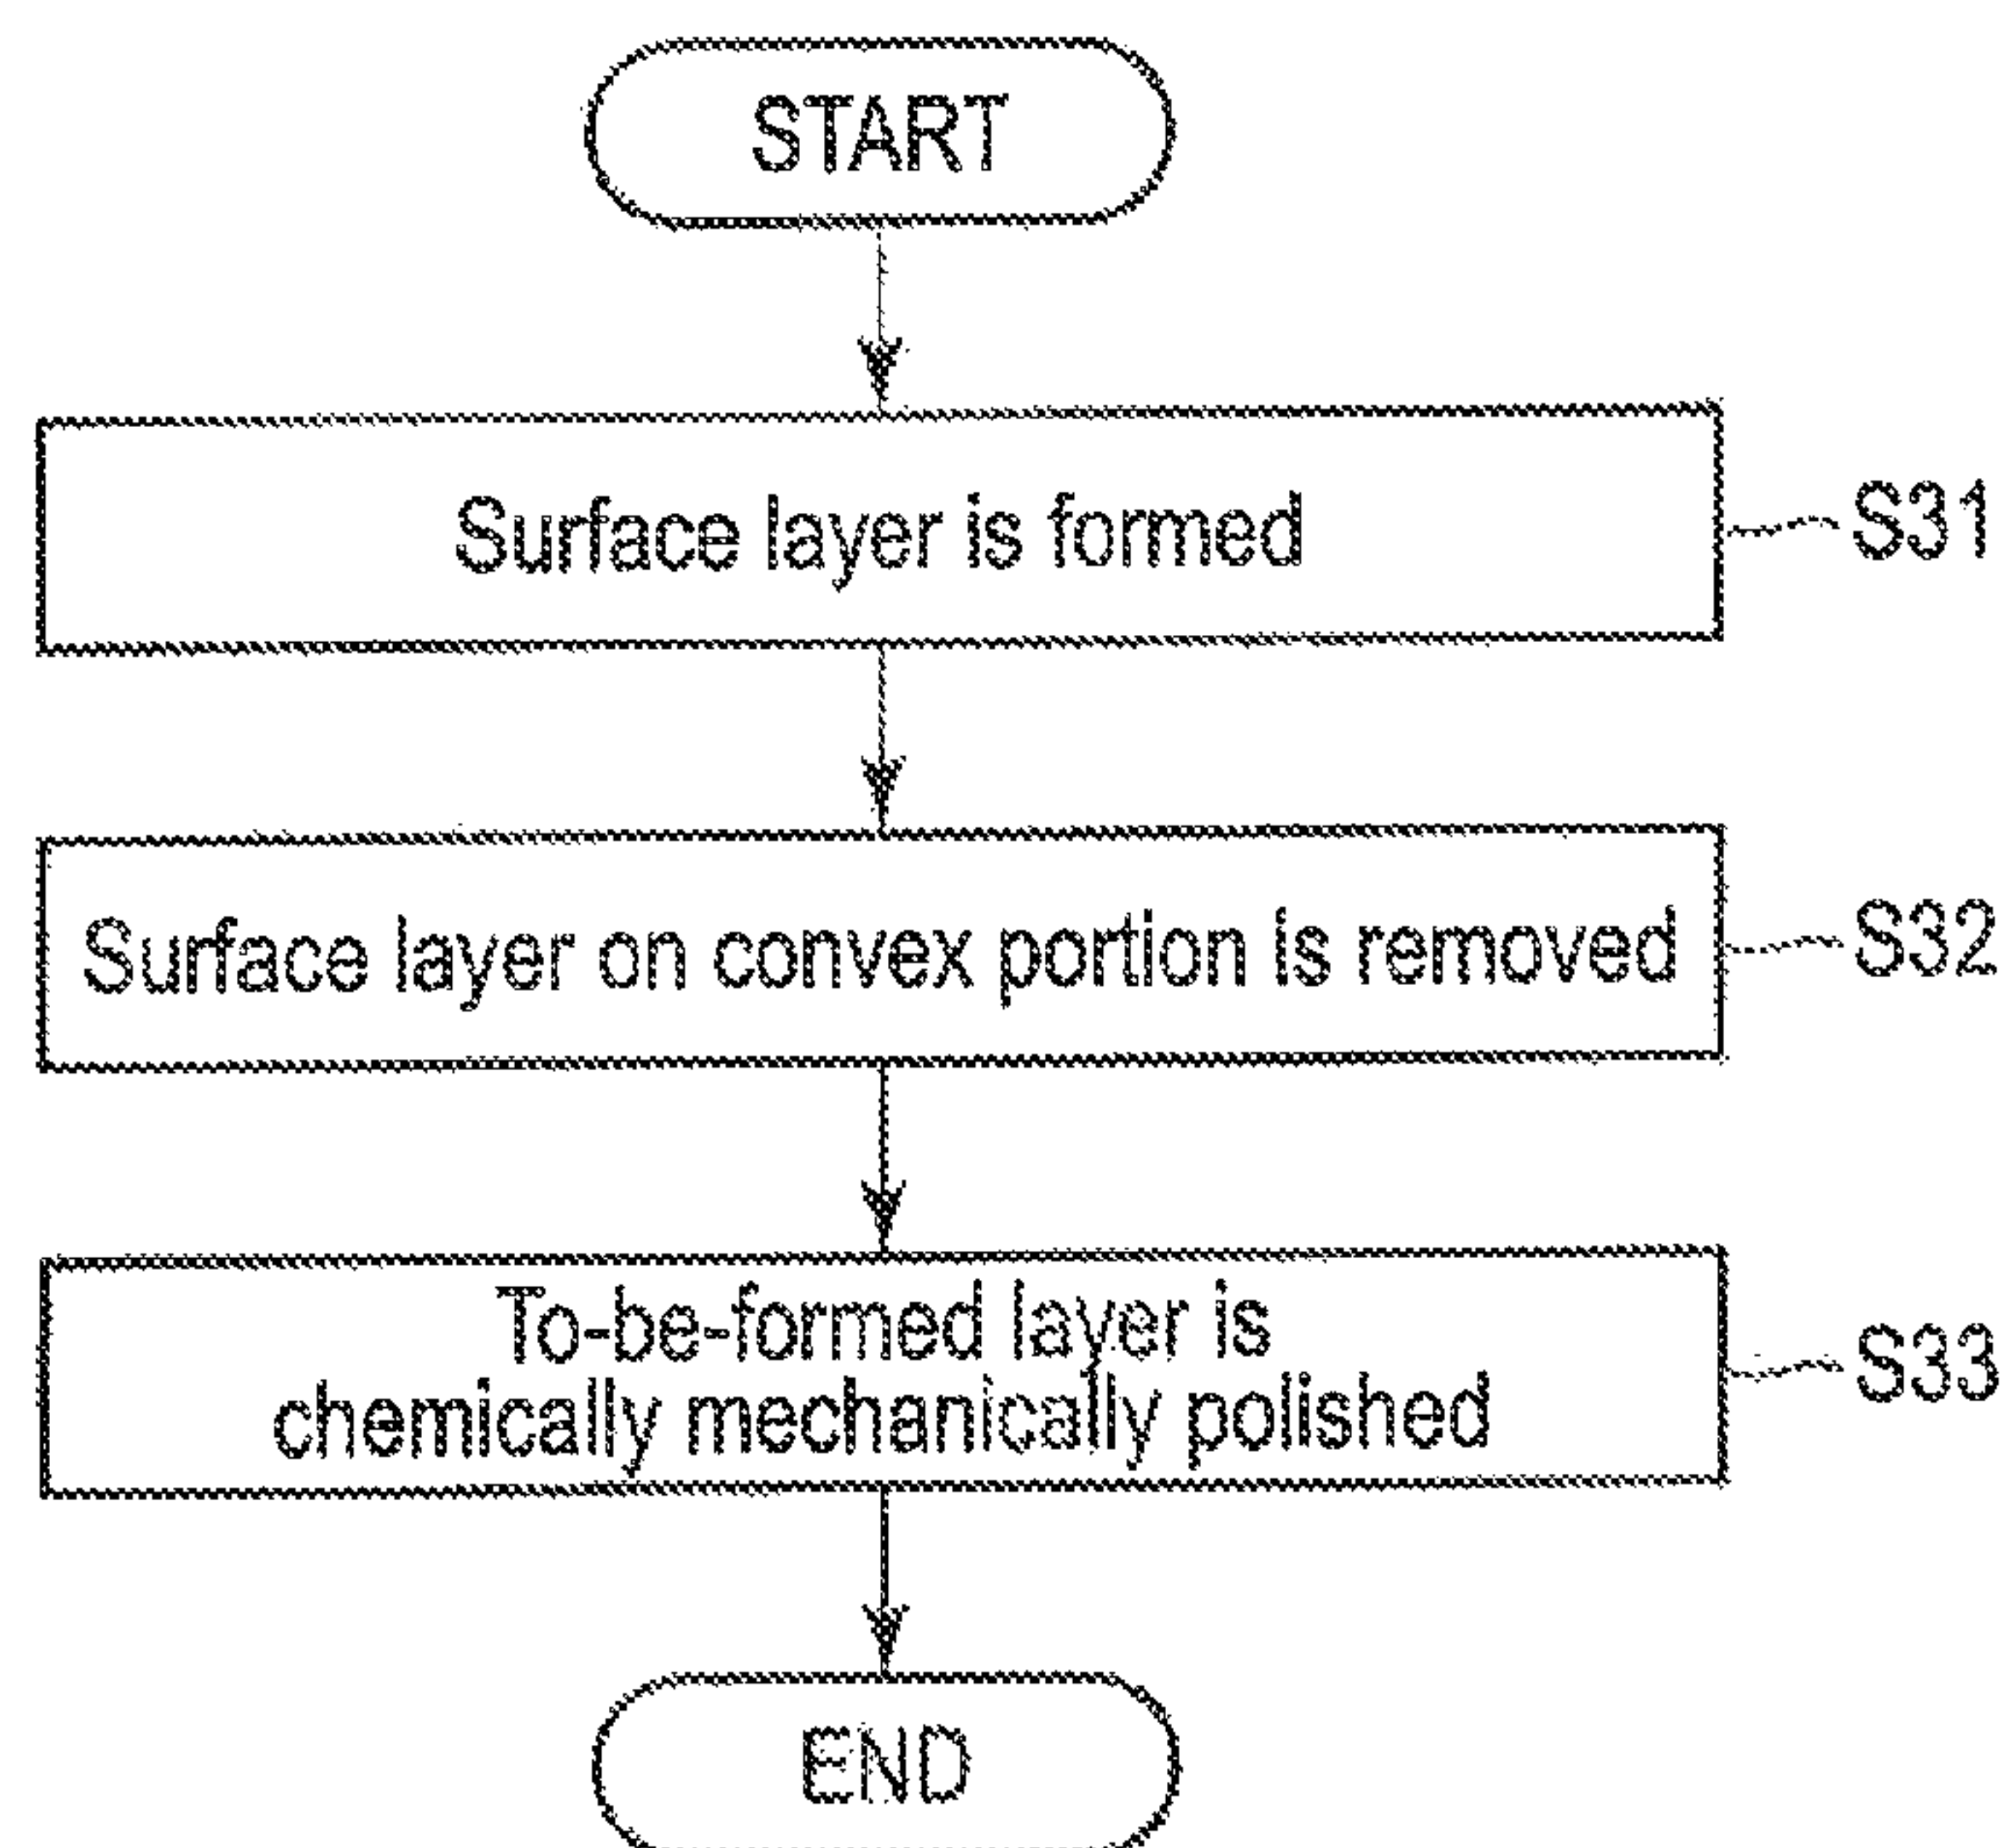 START
Surface layer is formed
S31
Surface layer on convex portion is removed
S32
To-be-formed layer is
chemically mechanically polished
S33
END